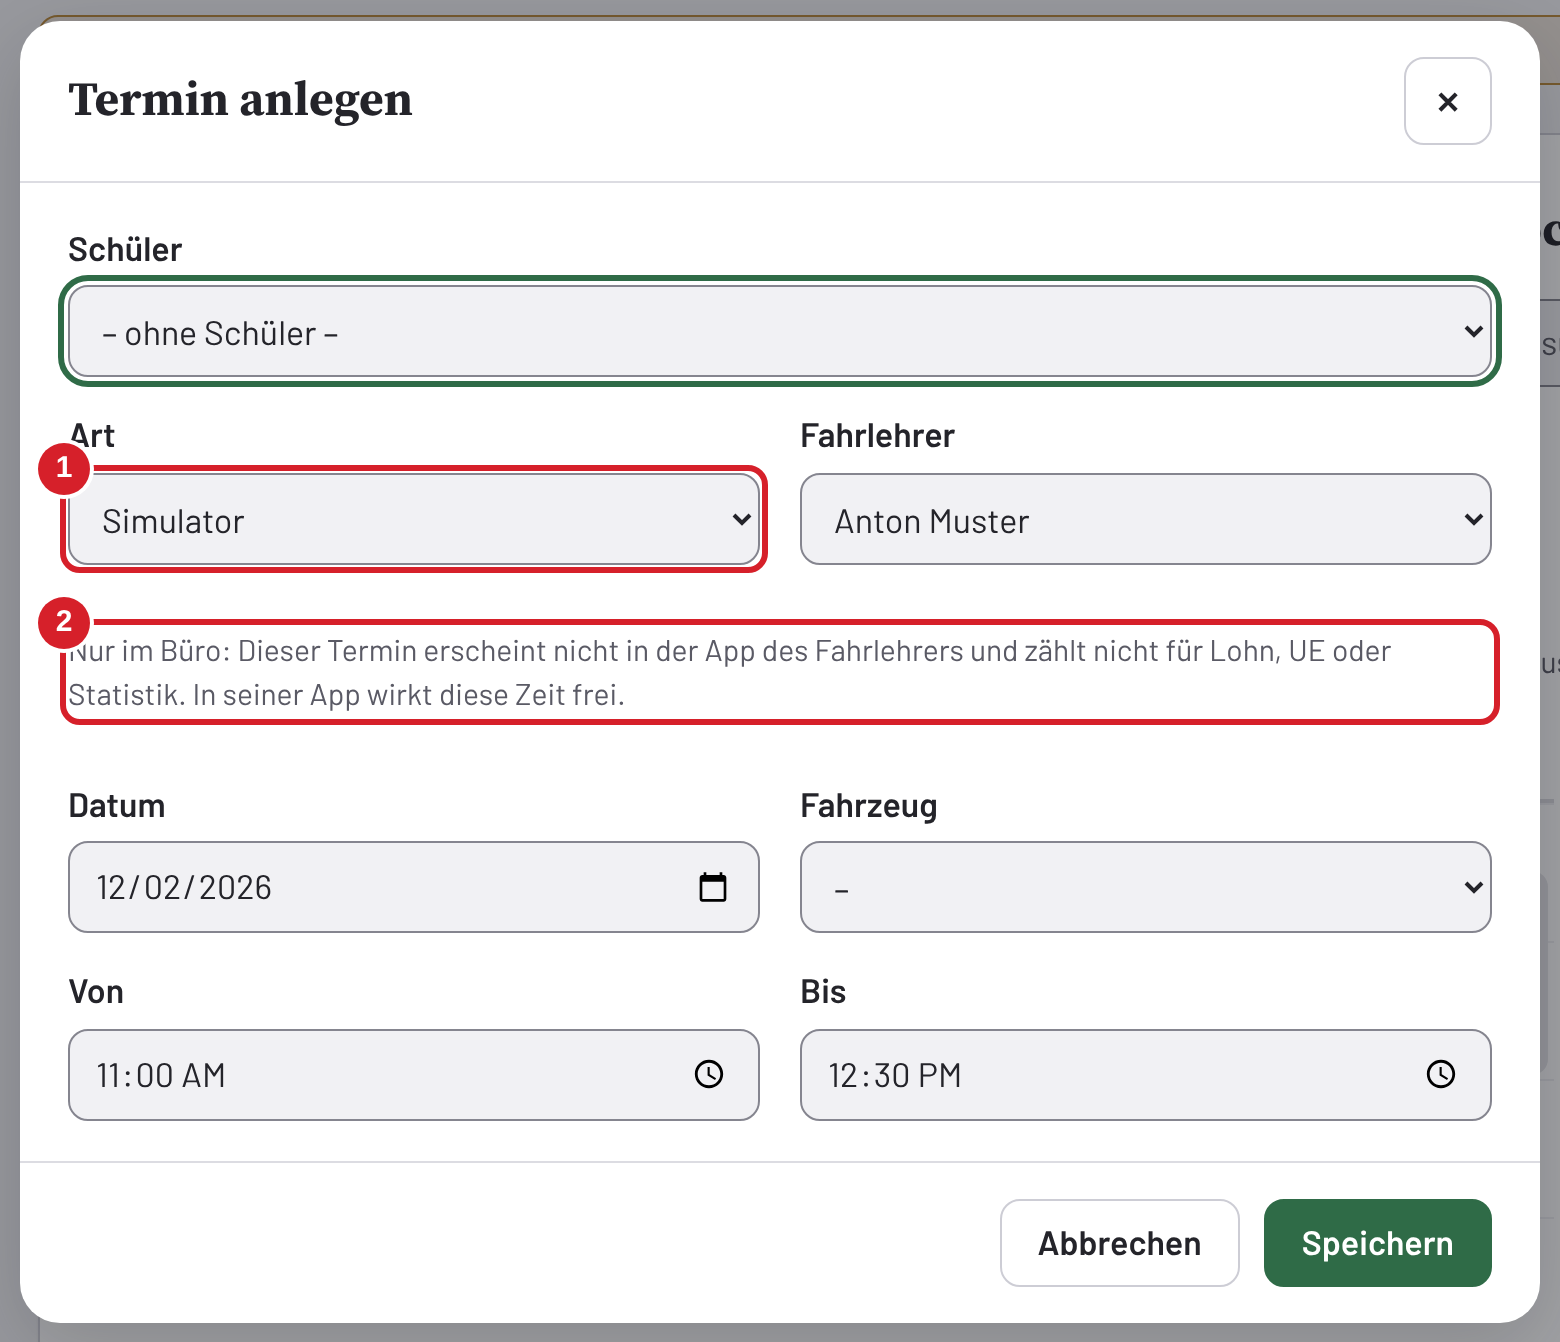 Termin anlegen
Schüler
– ohne Schüler –
Art
Fahrlehrer
1
Simulator
Anton Muster
2
Nur im Büro: Dieser Termin erscheint nicht in der App des Fahrlehrers und zählt nicht für Lohn, UE oder
Statistik. In seiner App wirkt diese Zeit frei.
Datum
Fahrzeug
12/02/2026
–
Von
Bis
11:00 AM
12:30 PM
Abbrechen
Speichern